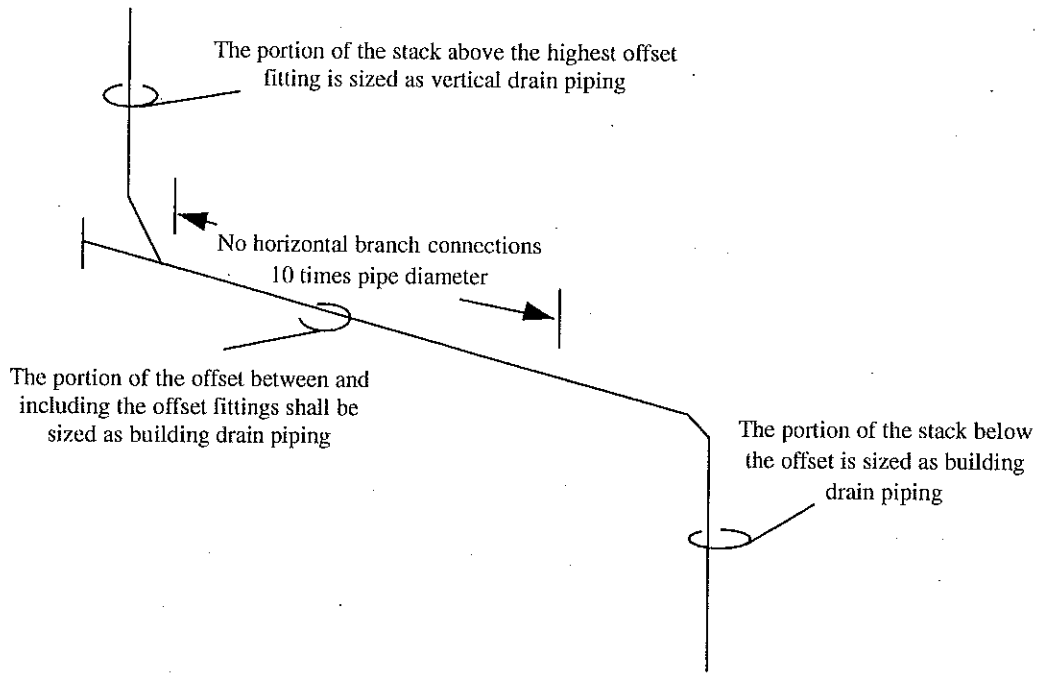 The portion of the stack above the highest offset
fitting is sized as vertical drain piping
No horizontal branch connections
10 times pipe diameter
The portion of the offset between and
including the offset fittings shall be
sized as building drain piping
The portion of the stack below
the offset is sized as building
drain piping